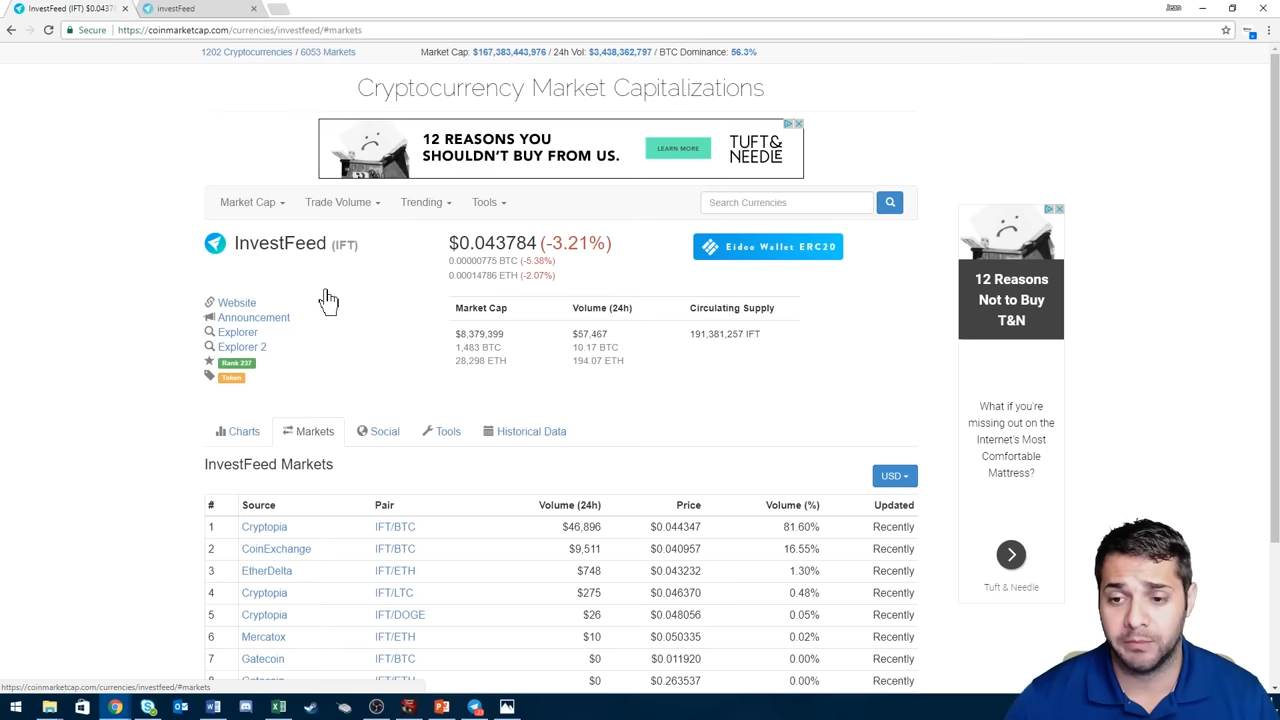 InvestFeed (IFT) $0.0437
investFeed
Secure
https://coinmarketcap.com/currencies/investfeed/#markets
1202 Cryptocurrencies / 6053 Markets
Market Cap: $167,383,443,976 / 24h Vol: $3,438,362,797 / BTC Dominance: 56.3%
Cryptocurrency Market Capitalizations
12 REASONS YOU
SHOULDN'T BUY FROM US.
LEARN MORE
TUFT&
NEEDLE
Market Cap
Trade Volume
Trending
Tools
Search Currencies
InvestFeed (IFT)
$0.043784 (-3.21%)
0.00000775 BTC (-5.38%)
0.00014786 ETH (-2.07%)
Eidoo Wallet ERC20
Website
Announcement
Explorer
Explorer 2
Rank 237
Token
Market Cap
Volume (24h)
Circulating Supply
$8,379,399
$57,467
191,381,257 IFT
1,483 BTC
10.17 BTC
28,298 ETH
194.07 ETH
12 Reasons
Not to Buy
T&N
What if you're
missing out on the
Internet's Most
Comfortable
Mattress?
Tuft & Needle
Charts
Markets
Social
Tools
Historical Data
InvestFeed Markets
USD
# Source Pair Volume (24h) Price Volume (%) Updated
1 Cryptopia IFT/BTC $46,896 $0.044347 81.60% Recently
2 CoinExchange IFT/BTC $9,511 $0.040957 16.55% Recently
3 EtherDelta IFT/ETH $748 $0.043232 1.30% Recently
4 Cryptopia IFT/LTC $275 $0.046370 0.48% Recently
5 Cryptopia IFT/DOGE $26 $0.048056 0.05% Recently
6 Mercatox IFT/ETH $10 $0.050335 0.02% Recently
7 Gatecoin IFT/BTC $0 $0.011920 0.00% Recently
$0 $0.263537 0.00% Recently
https://coinmarketcap.com/currencies/investfeed/#markets